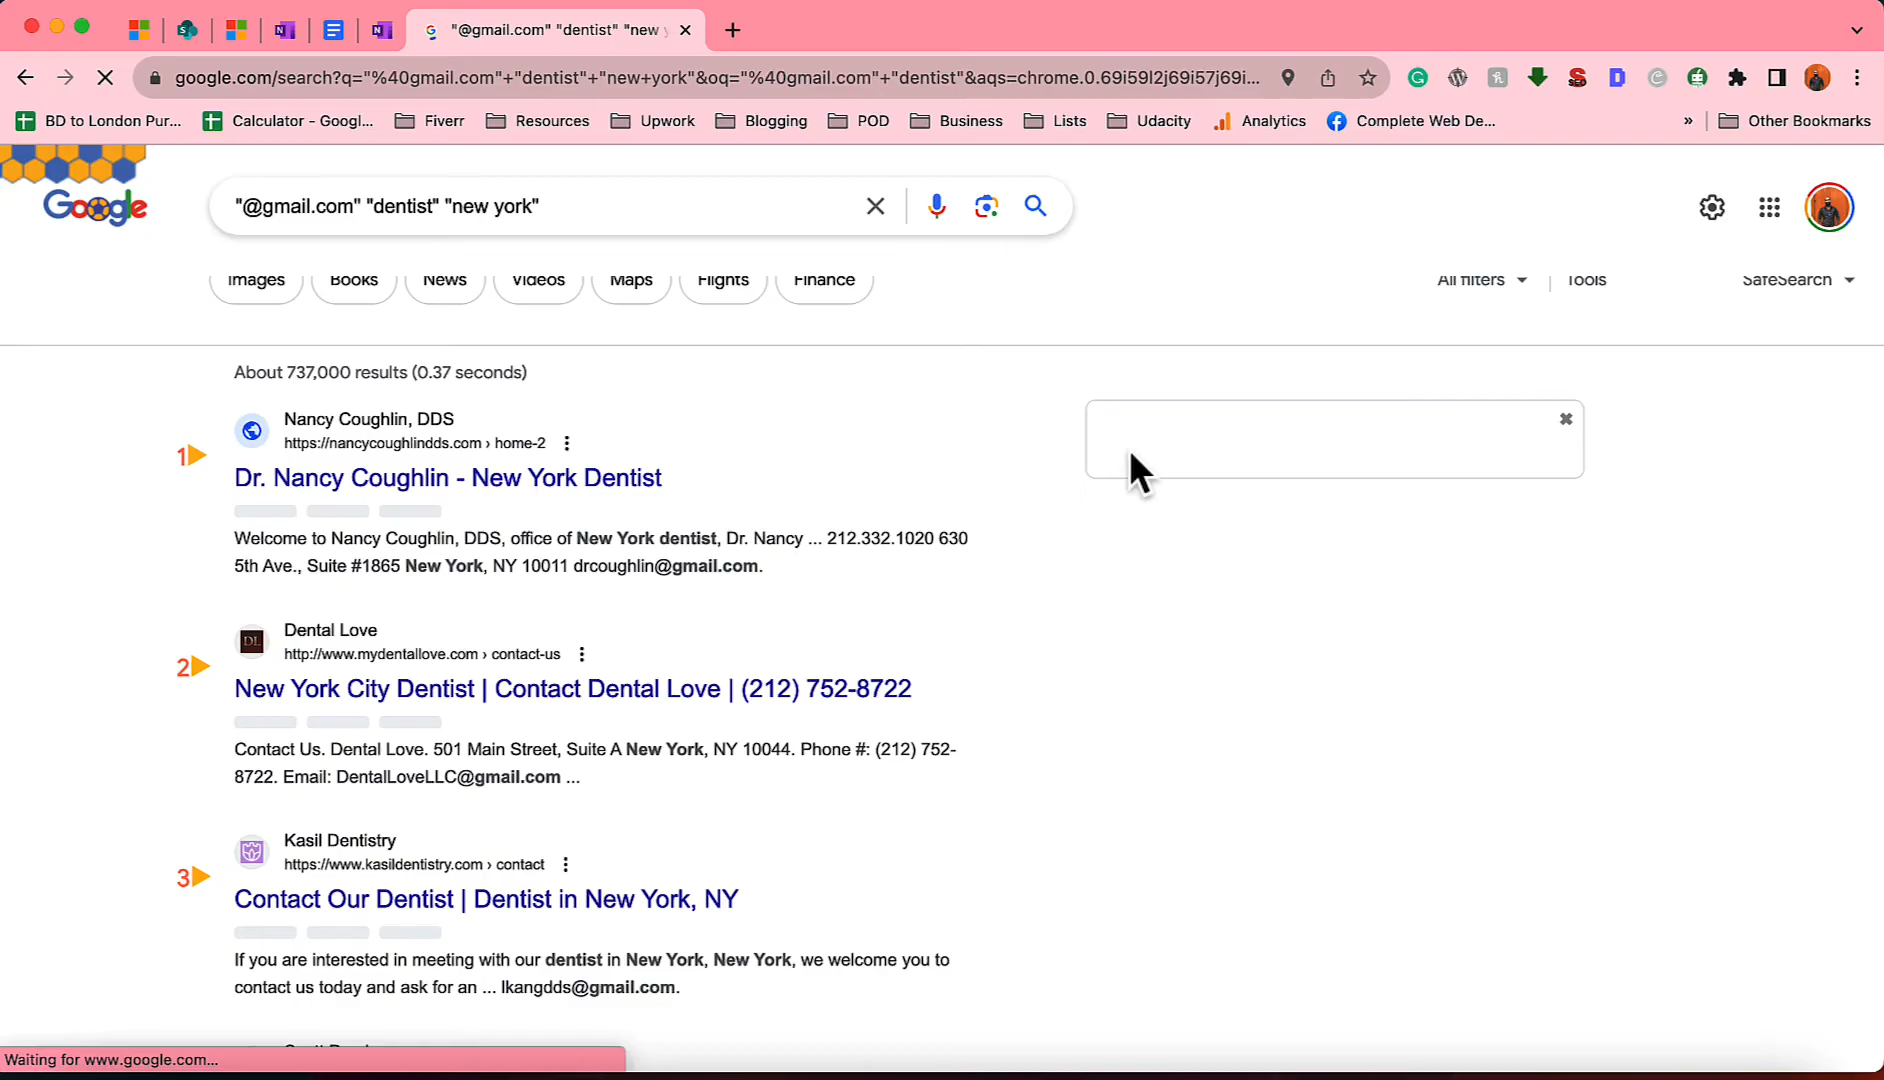 "@gmail.com" "dentist" "new y
google.com/search?q="%40gmail.com"+"dentist"+"new+york"&oq="%40gmail.com"+"dentist"&aqs=chrome.0.69i59l2j69i57j69i...
BD to London Pur... Calculator - Googl... Fiverr Resources Upwork Blogging POD Business Lists Udacity Analytics Complete Web De... » Other Bookmarks
Google
"@gmail.com" "dentist" "new york"
Images Books News Videos Maps Flights Finance All filters Tools SafeSearch
About 737,000 results (0.37 seconds)
Nancy Coughlin, DDS
https://nancycoughlindds.com › home-2
1
Dr. Nancy Coughlin - New York Dentist
Welcome to Nancy Coughlin, DDS, office of New York dentist, Dr. Nancy ... 212.332.1020 630
5th Ave., Suite #1865 New York, NY 10011 drcoughlin@gmail.com.
Dental Love
DL
http://www.mydentallove.com › contact-us
2
New York City Dentist | Contact Dental Love | (212) 752-8722
Contact Us. Dental Love. 501 Main Street, Suite A New York, NY 10044. Phone #: (212) 752-
8722. Email: DentalLoveLLC@gmail.com ...
Kasil Dentistry
https://www.kasildentistry.com › contact
3
Contact Our Dentist | Dentist in New York, NY
If you are interested in meeting with our dentist in New York, New York, we welcome you to
contact us today and ask for an ... lkangdds@gmail.com.
Waiting for www.google.com...